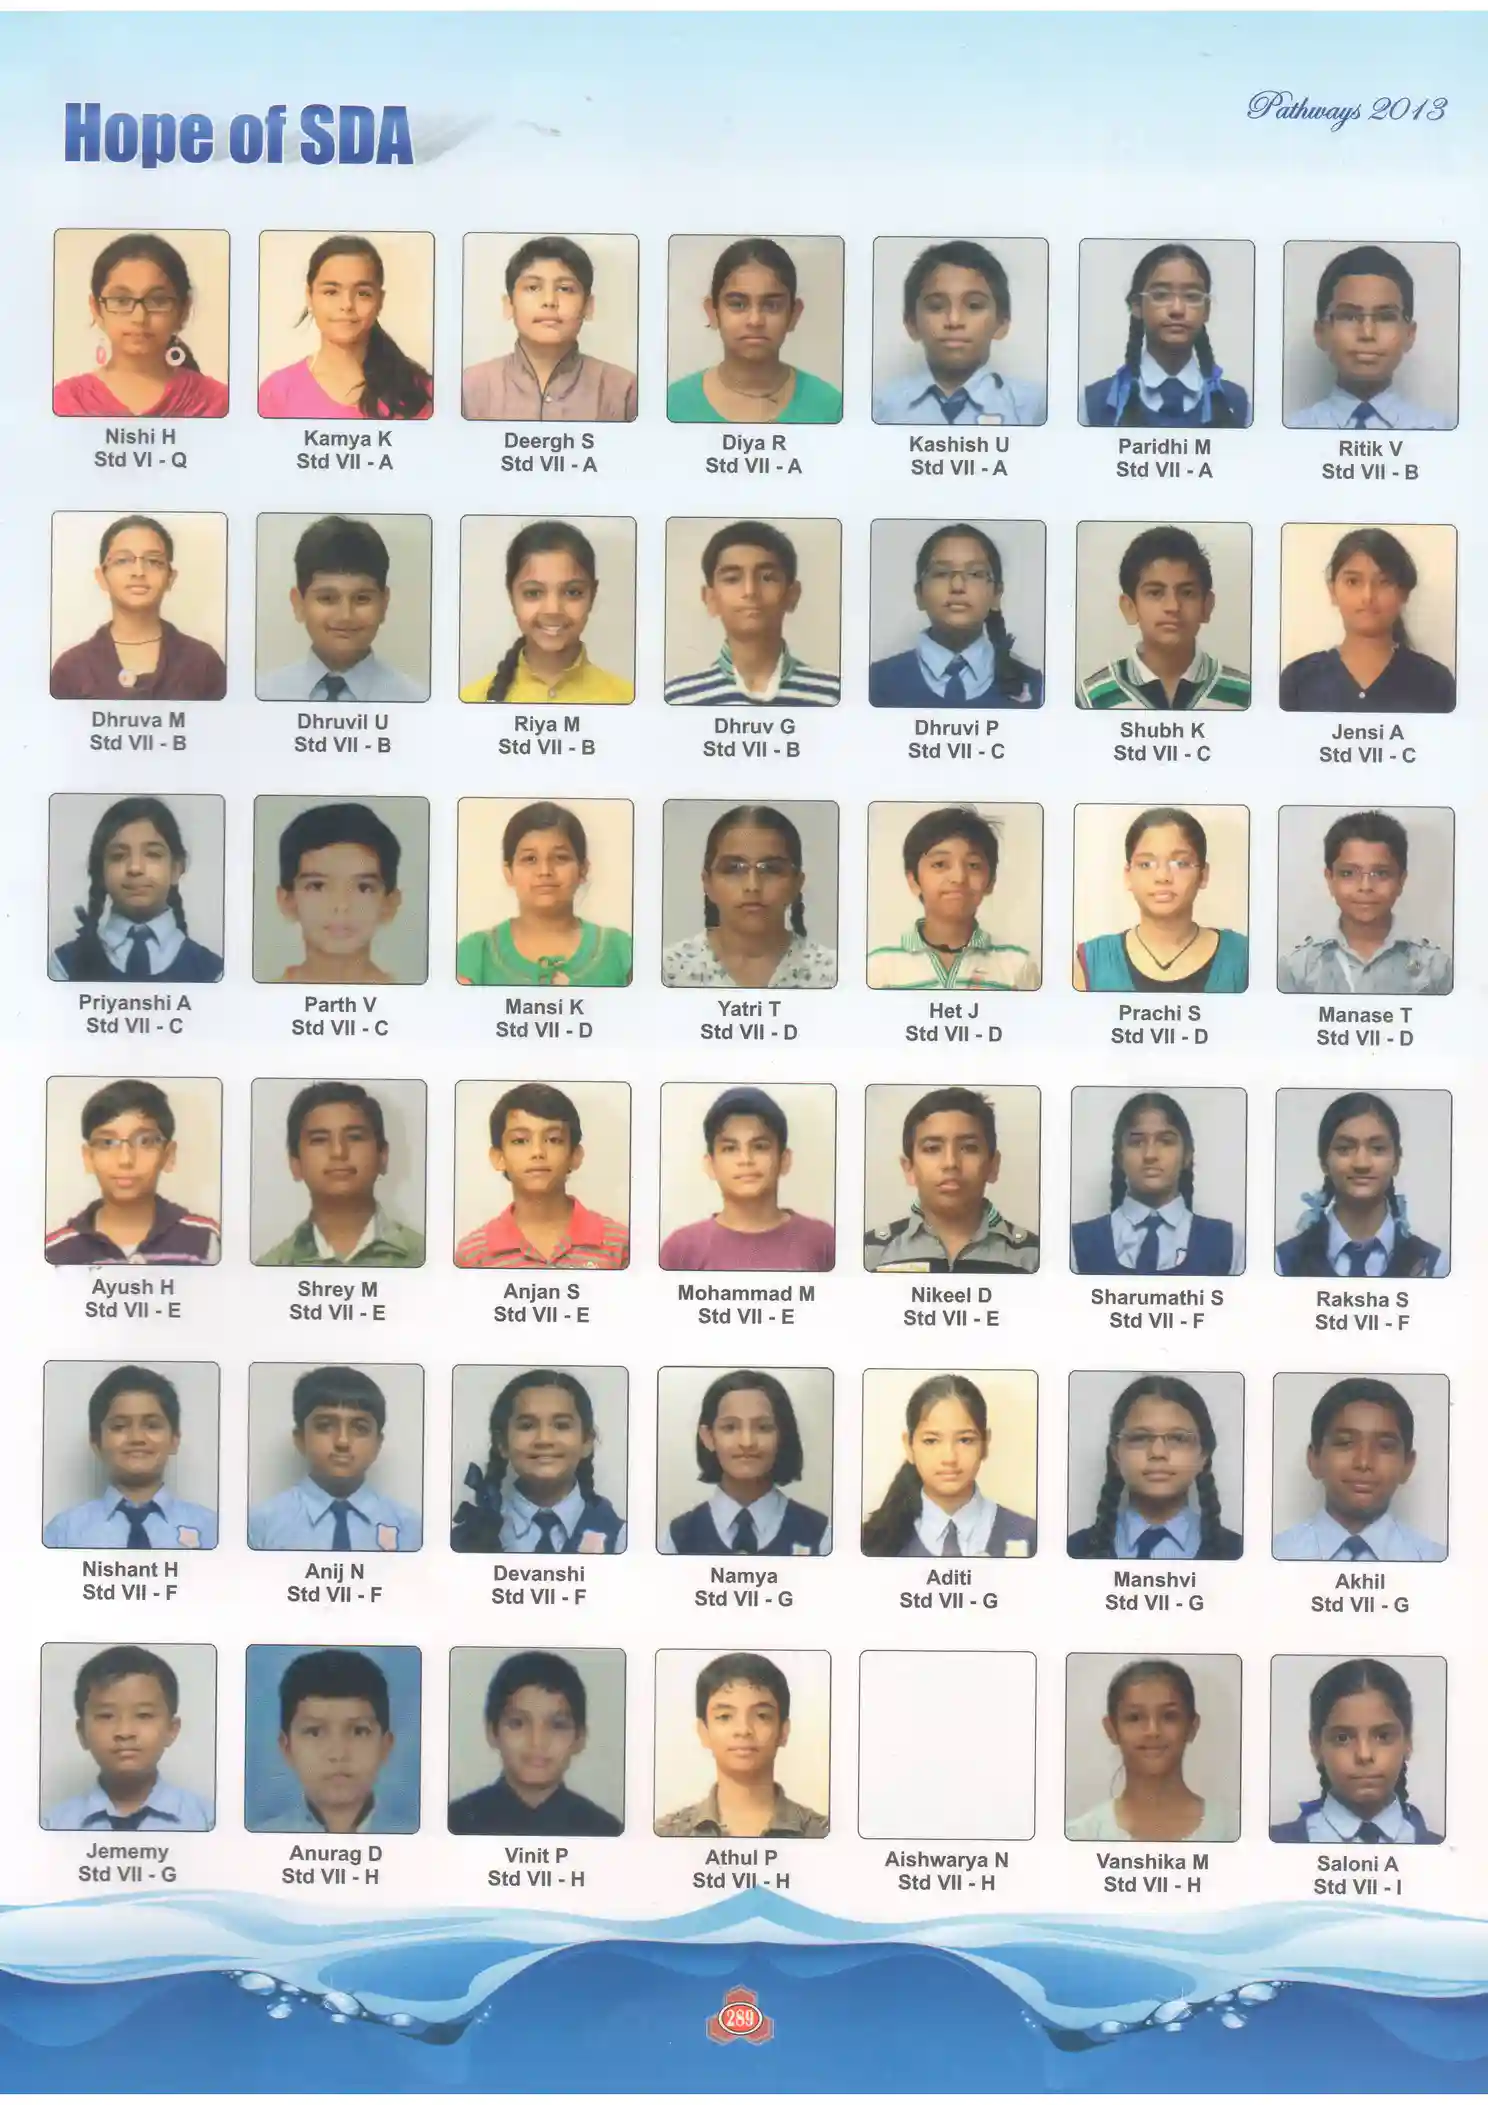 Hope of SDA
Pathways 2013
Nishi H
Std VI - Q
Kamya K
Std VII - A
Deergh S
Std VII - A
Diya R
Std VII - A
Kashish U
Std VII - A
Paridhi M
Std VII - A
Ritik V
Std VII - B
Dhruva M
Std VII - B
Dhruvil U
Std VII - B
Riya M
Std VII - B
Dhruv G
Std VII - B
Dhruvi P
Std VII - C
Shubh K
Std VII - C
Jensi A
Std VII - C
Priyanshi A
Std VII - C
Parth V
Std VII - C
Mansi K
Std VII - D
Yatri T
Std VII - D
Het J
Std VII - D
Prachi S
Std VII - D
Manase T
Std VII - D
Ayush H
Std VII - E
Shrey M
Std VII - E
Anjan S
Std VII - E
Mohammad M
Std VII - E
Nikeel D
Std VII - E
Sharumathi S
Std VII - F
Raksha S
Std VII - F
Nishant H
Std VII - F
Anij N
Std VII - F
Devanshi
Std VII - F
Namya
Std VII - G
Aditi
Std VII - G
Manshvi
Std VII - G
Akhil
Std VII - G
Jememy
Std VII - G
Anurag D
Std VII - H
Vinit P
Std VII - H
Athul P
Std VII - H
Aishwarya N
Std VII - H
Vanshika M
Std VII - H
Saloni A
Std VII - I
289